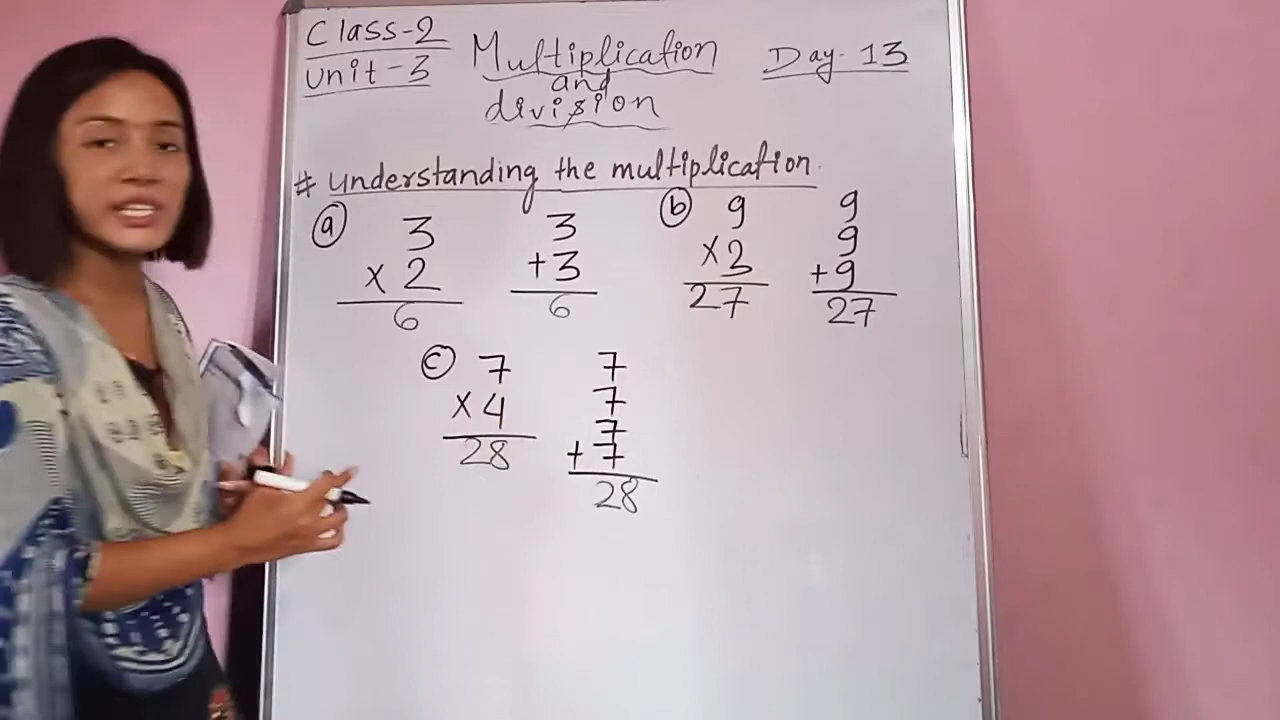 Class-2
Unit-3
Multiplication
and
division
Day. 13
# Understanding the multiplication.
(a)
3
× 2
6
3
+ 3
6
(b)
9
× 3
27
9
9
+ 9
27
(c)
7
× 4
28
7
7
7
+ 7
28